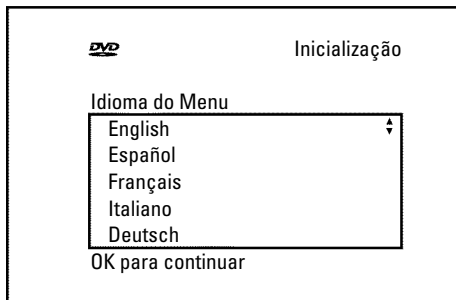 DVD
Inicialização
Idioma do Menu
English
Español
Français
Italiano
Deutsch
OK para continuar